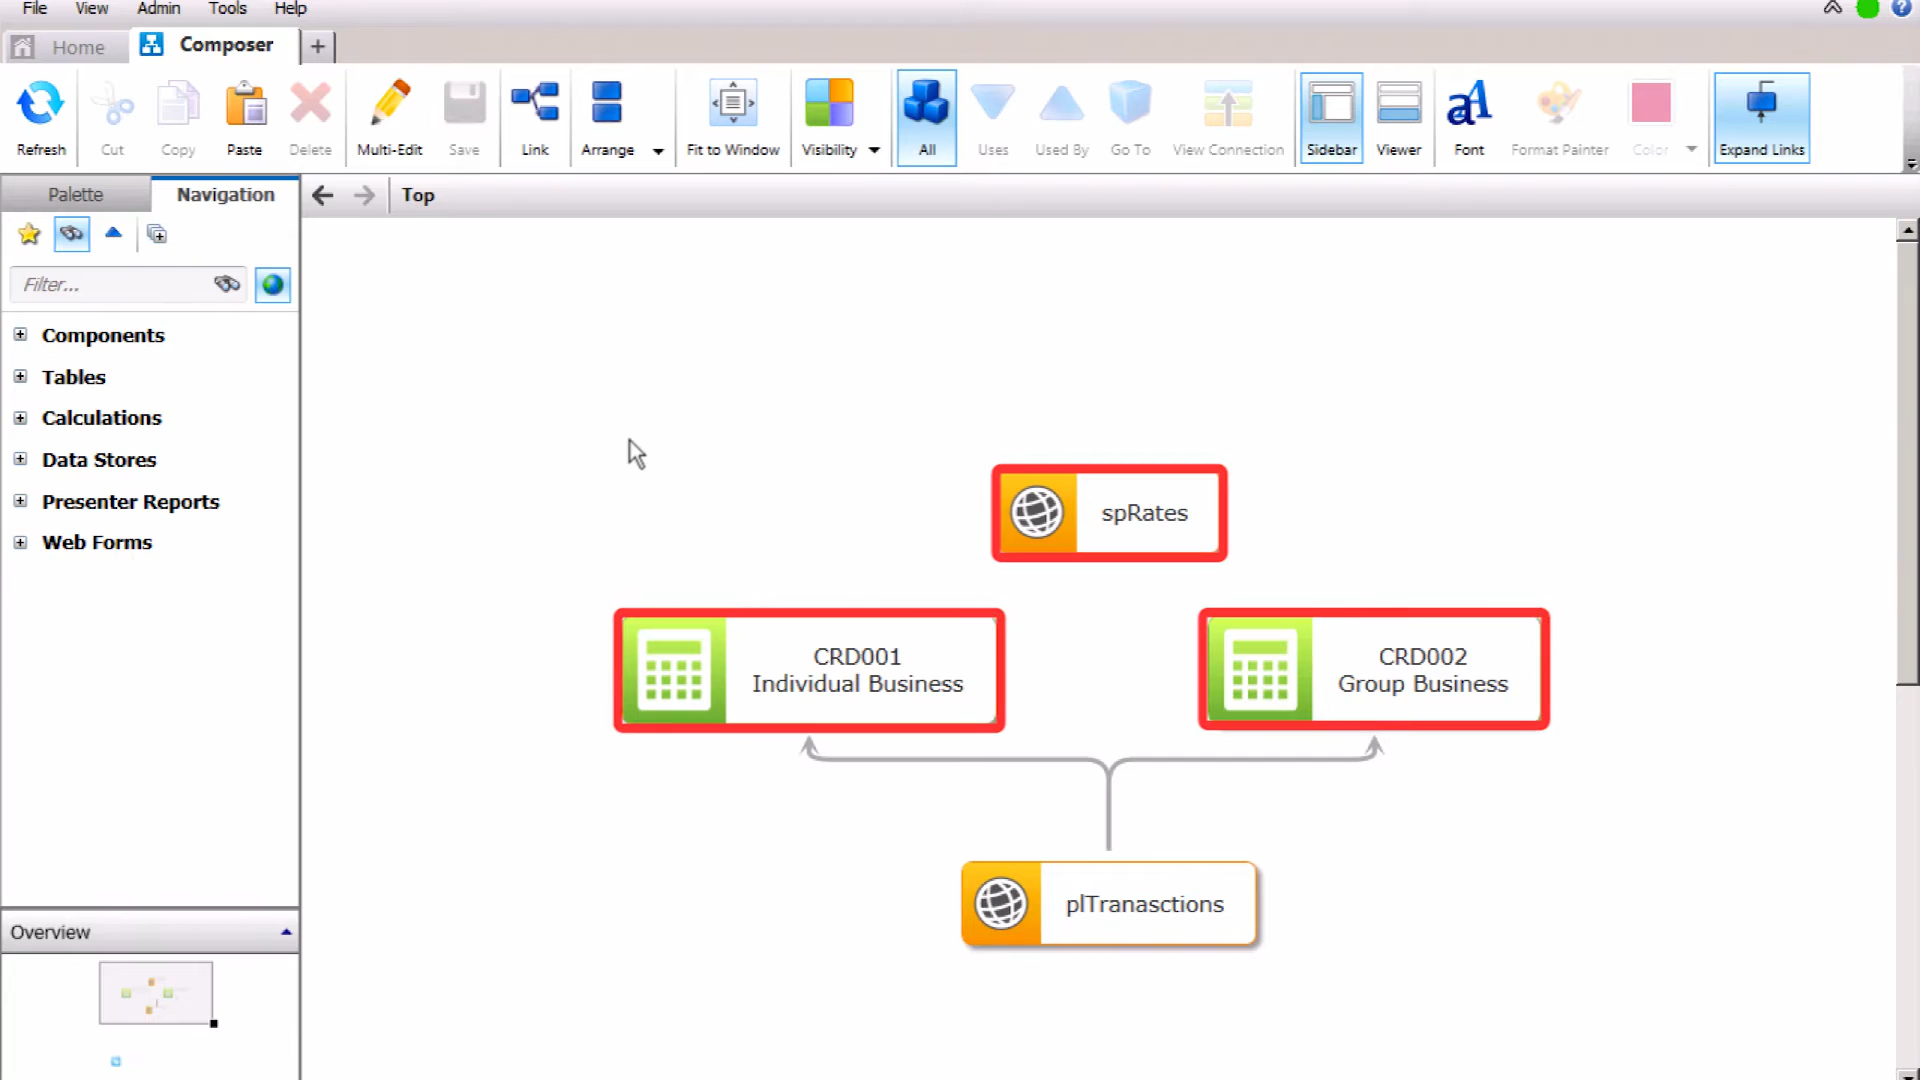 File View Admin Tools Help
Home Composer
Refresh Cut Copy Paste Delete Multi-Edit Save Link Arrange Fit to Window Visibility All Uses Used By Go To View Connection Sidebar Viewer Font Format Painter Color Expand Links
Palette Navigation Top
Filter...
Components
Tables
Calculations
Data Stores
Presenter Reports
Web Forms
spRates
CRD001
Individual Business
CRD002
Group Business
plTranasctions
Overview